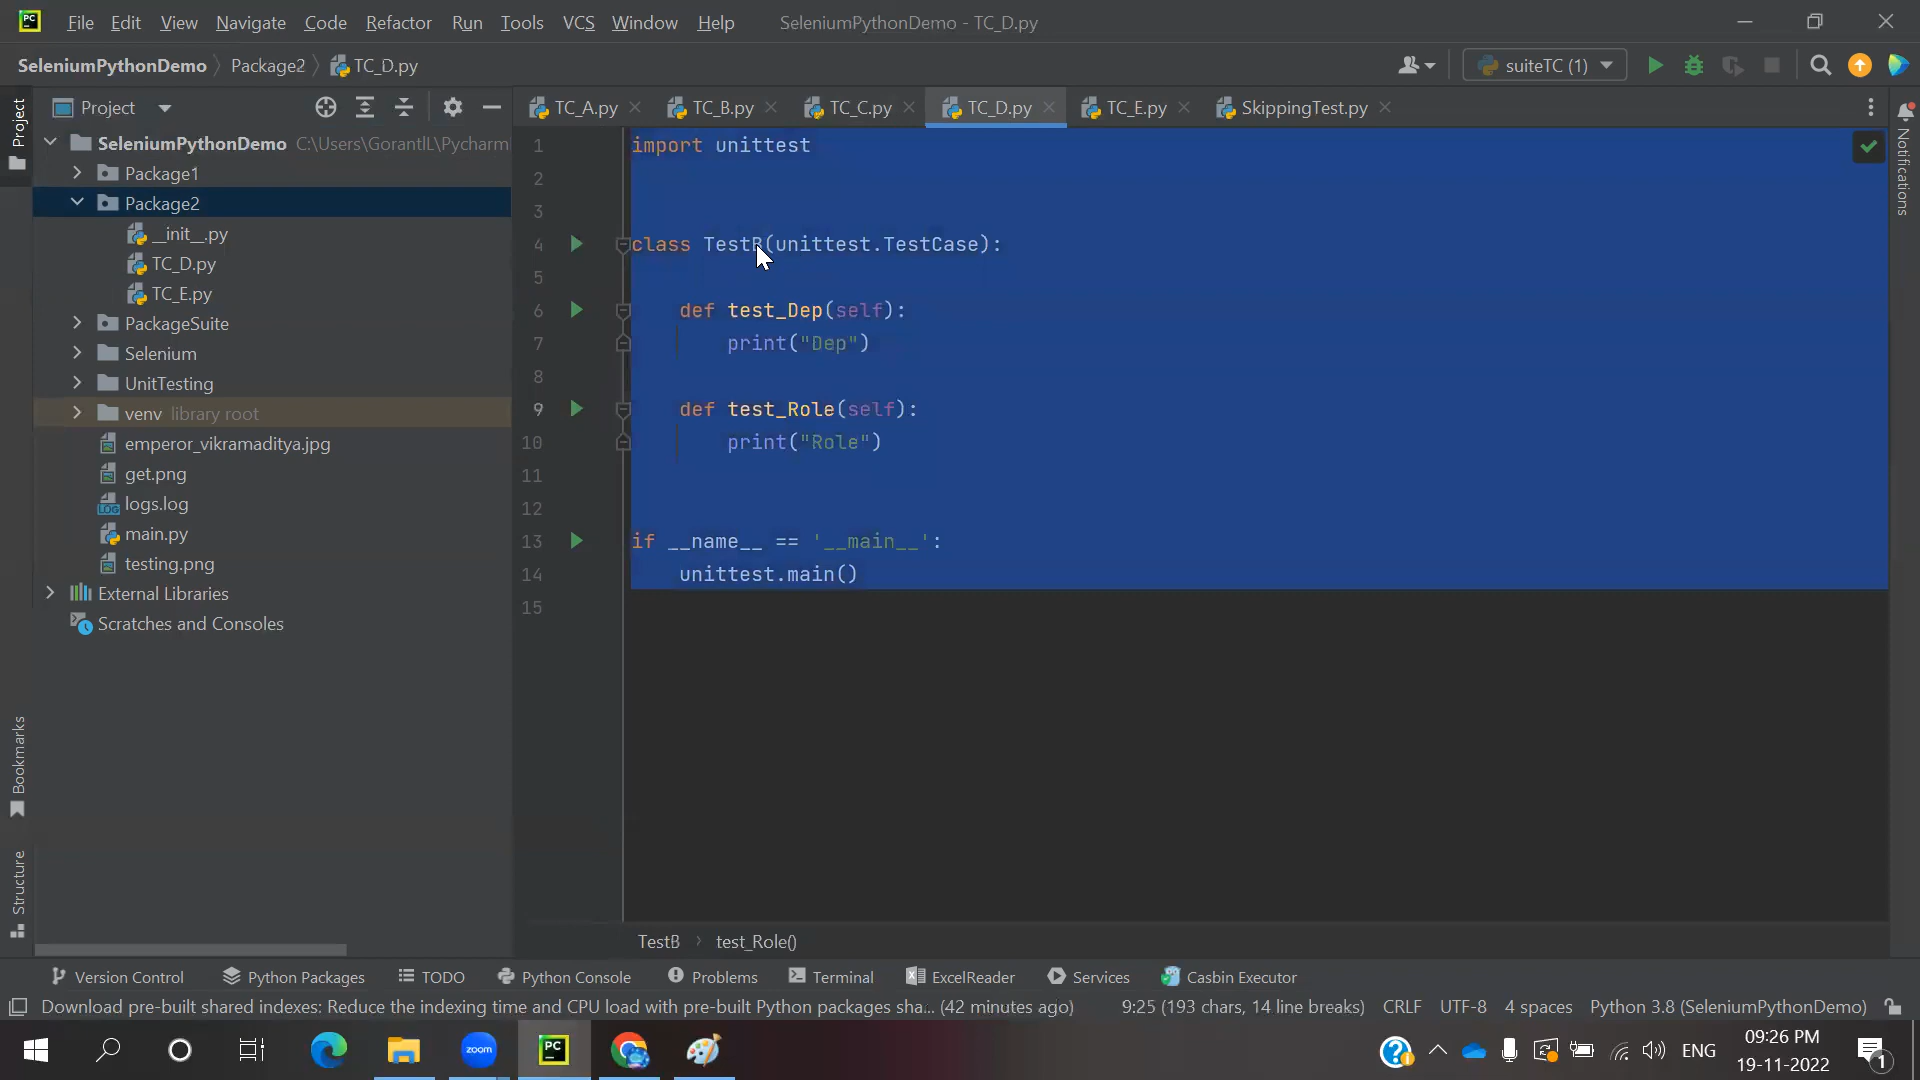 PC File Edit View Navigate Code Refactor Run Tools VCS Window Help SeleniumPythonDemo - TC_D.py
SeleniumPythonDemo Package2 TC_D.py suiteTC (1)
Project
TC_A.py TC_B.py TC_C.py TC_D.py TC_E.py SkippingTest.py
Project
SeleniumPythonDemo C:\Users\GorantlL\Pycharm
Package1
Package2
__init__.py
TC_D.py
TC_E.py
PackageSuite
Selenium
UnitTesting
venv library root
emperor_vikramaditya.jpg
get.png
LOG logs.log
main.py
testing.png
External Libraries
Scratches and Consoles
Bookmarks
Structure
1 import unittest
2
3
4 class TestB(unittest.TestCase):
5
6 def test_Dep(self):
7 print("Dep")
8
9 def test_Role(self):
10 print("Role")
11
12
13 if __name__ == '__main__':
14 unittest.main()
15
Notifications
TestB test_Role()
Version Control Python Packages TODO Python Console Problems Terminal ExcelReader Services Casbin Executor
Download pre-built shared indexes: Reduce the indexing time and CPU load with pre-built Python packages sha... (42 minutes ago) 9:25 (193 chars, 14 line breaks) CRLF UTF-8 4 spaces Python 3.8 (SeleniumPythonDemo)
zoom PC ENG 09:26 PM
19-11-2022 1